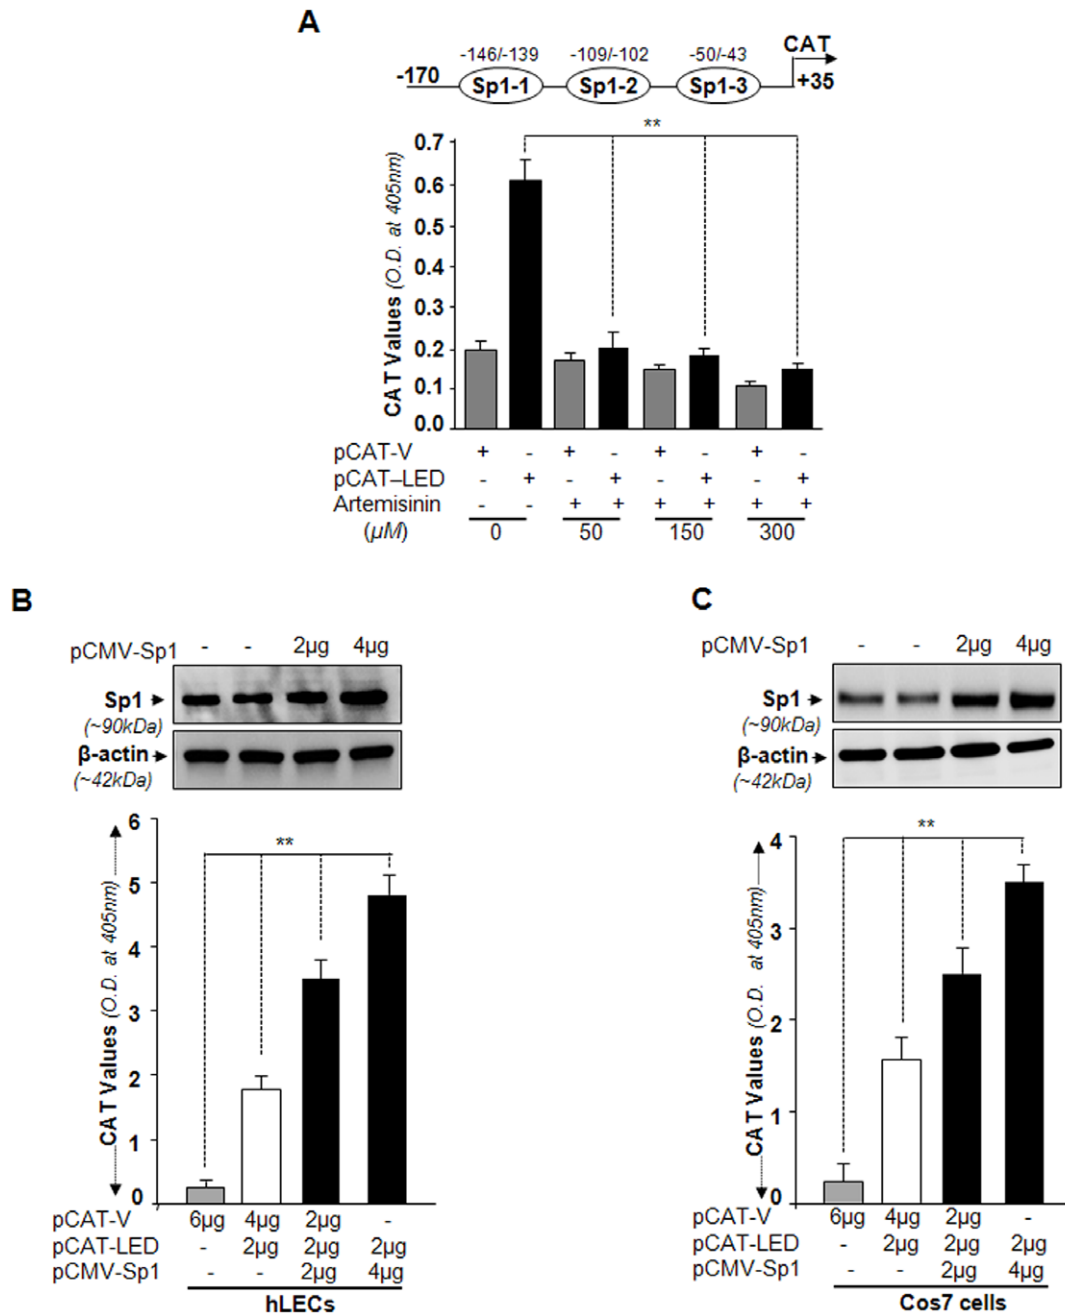 A
-146/-139 -109/-102 -50/-43 CAT
-170 Sp1-1 Sp1-2 Sp1-3 +35
**
CAT Values (O.D. at 405nm)
0.7
0.6
0.5
0.4
0.3
0.2
0.1
0.0
pCAT-V + - + - + - + -
pCAT–LED - + - + - + - +
Artemisinin - - + + + + + +
(µM) 0 50 150 300
B
pCMV-Sp1 - - 2µg 4µg
Sp1
(~90kDa)
β-actin
(~42kDa)
**
CAT Values (O.D. at 405nm)
6
5
4
3
2
1
0
pCAT-V 6µg 4µg 2µg -
pCAT-LED - 2µg 2µg 2µg
pCMV-Sp1 - - 2µg 4µg
hLECs
C
pCMV-Sp1 - - 2µg 4µg
Sp1
(~90kDa)
β-actin
(~42kDa)
**
CAT Values (O.D. at 405nm)
4
3
2
1
0
pCAT-V 6µg 4µg 2µg -
pCAT-LED - 2µg 2µg 2µg
pCMV-Sp1 - - 2µg 4µg
Cos7 cells